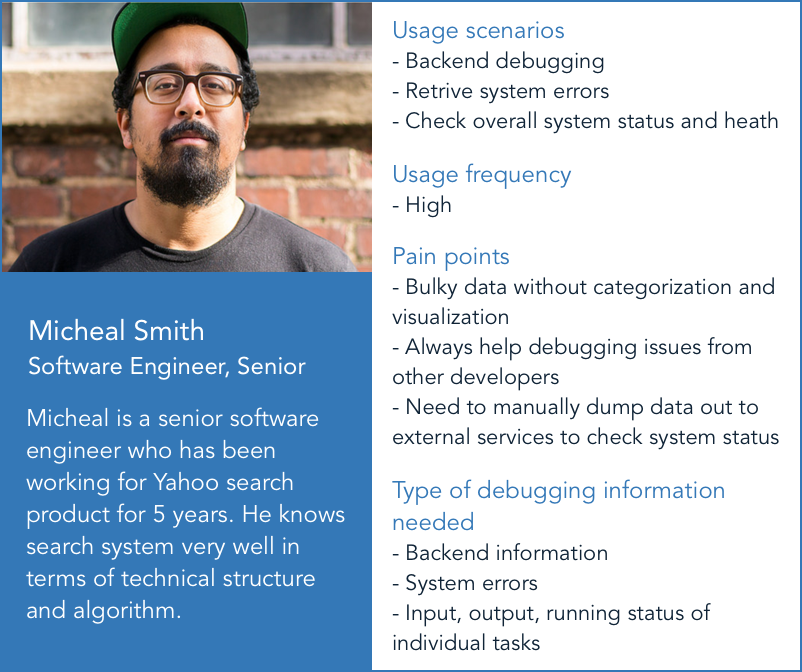 Micheal Smith
Software Engineer, Senior
Micheal is a senior software
engineer who has been
working for Yahoo search
product for 5 years. He knows
search system very well in
terms of technical structure
and algorithm.
Usage scenarios
- Backend debugging
- Retrive system errors
- Check overall system status and heath
Usage frequency
- High
Pain points
- Bulky data without categorization and
visualization
- Always help debugging issues from
other developers
- Need to manually dump data out to
external services to check system status
Type of debugging information
needed
- Backend information
- System errors
- Input, output, running status of
individual tasks